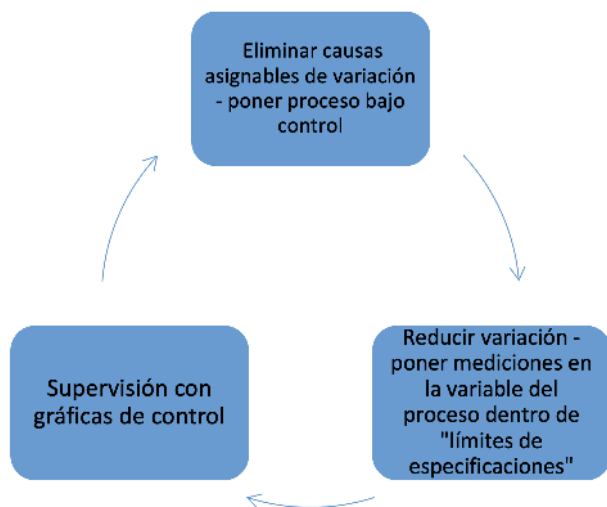 Eliminar causas
asignables de variación
- poner proceso bajo
control
Reducir variación -
poner mediciones en
la variable del
proceso dentro de
"límites de
especificaciones"
Supervisión con
gráficas de control